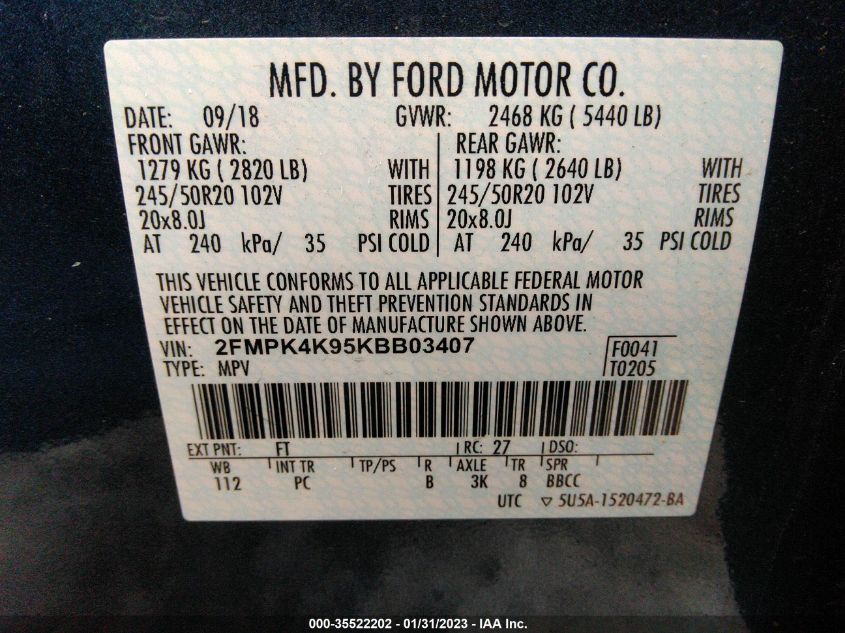 MFD. BY FORD MOTOR CO.
DATE: 09/18 GVWR: 2468 KG ( 5440 LB)
FRONT GAWR: REAR GAWR:
1279 KG ( 2820 LB) WITH 1198 KG ( 2640 LB) WITH
245/50R20 102V TIRES 245/50R20 102V TIRES
20x8.0J RIMS 20x8.0J RIMS
AT 240 kPa/ 35 PSI COLD AT 240 kPa/ 35 PSI COLD
THIS VEHICLE CONFORMS TO ALL APPLICABLE FEDERAL MOTOR
VEHICLE SAFETY AND THEFT PREVENTION STANDARDS IN
EFFECT ON THE DATE OF MANUFACTURE SHOWN ABOVE.
VIN: 2FMPK4K95KBB03407 F0041
TYPE: MPV T0205
EXT PNT: FT RC: 27 DSO:
WB INT TR TP/PS R AXLE TR SPR
112 PC B 3K 8 BBCC
UTC ▽ 5U5A-1520472-BA
000-35522202 - 01/31/2023 - IAA Inc.